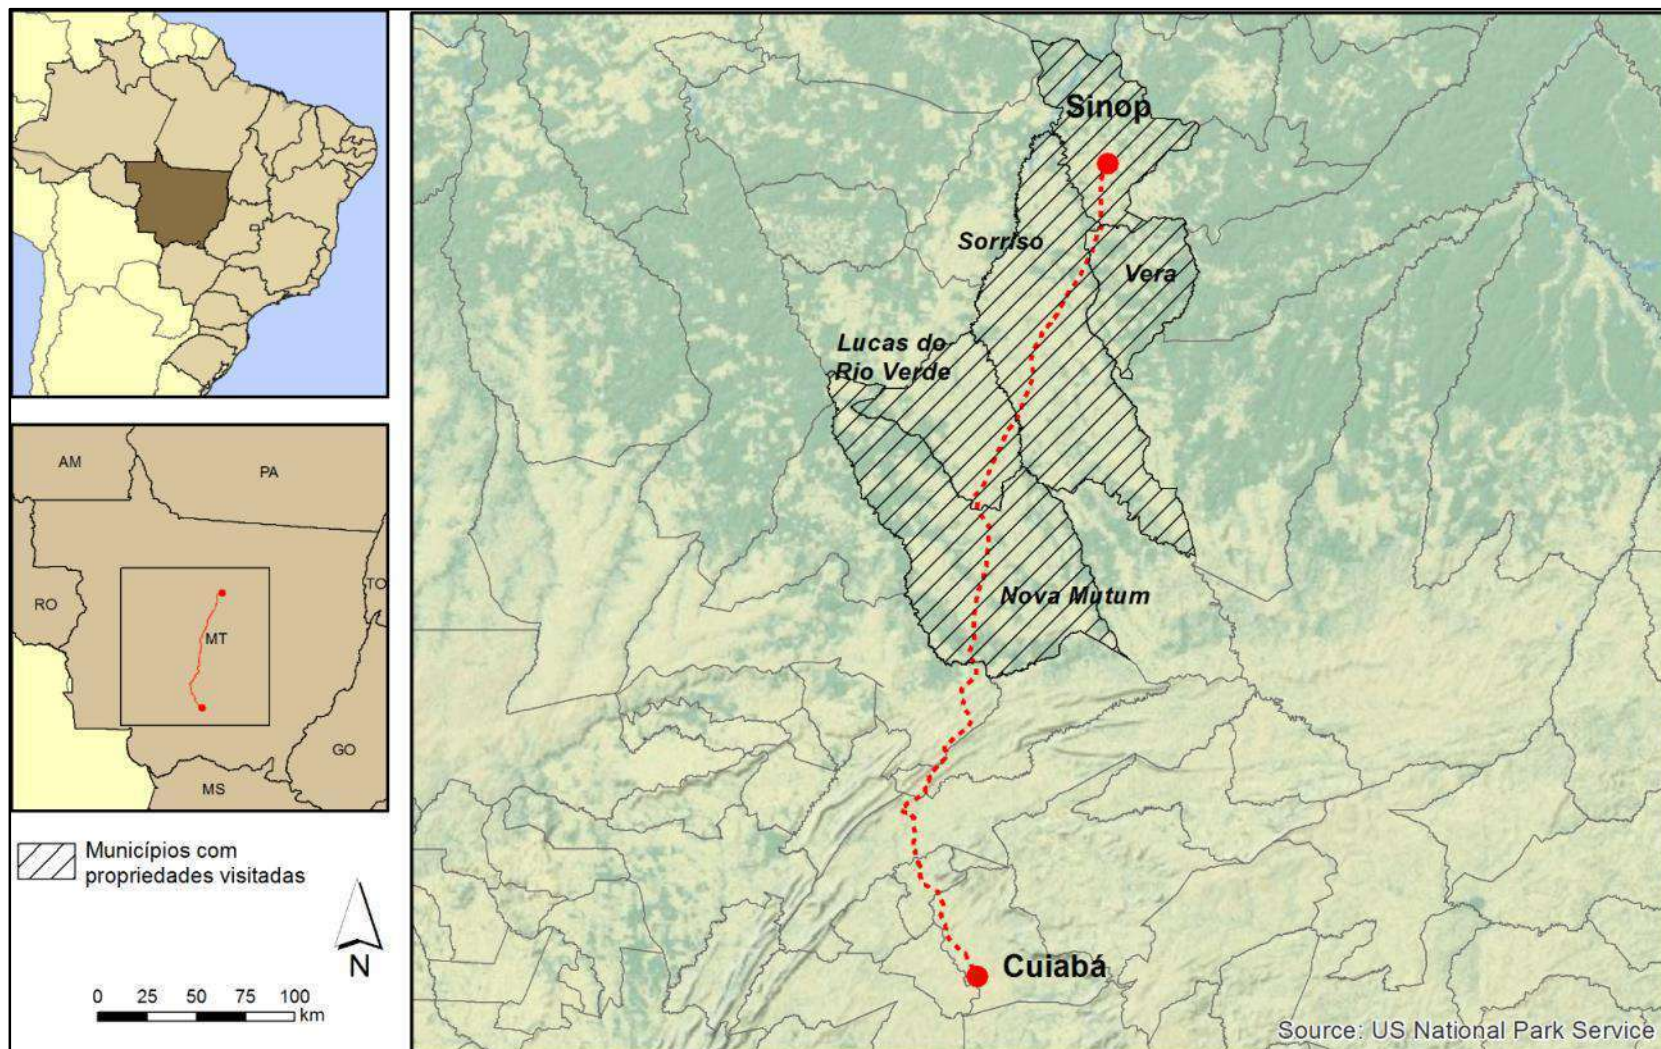 Sinop
Sorriso
Vera
Lucas do
Rio Verde
Nova Mutum
Cuiabá
Source: US National Park Service
AM
PA
RO
MT
TO
GO
MS
Municípios com
propriedades visitadas
N
0 25 50 75 100
km